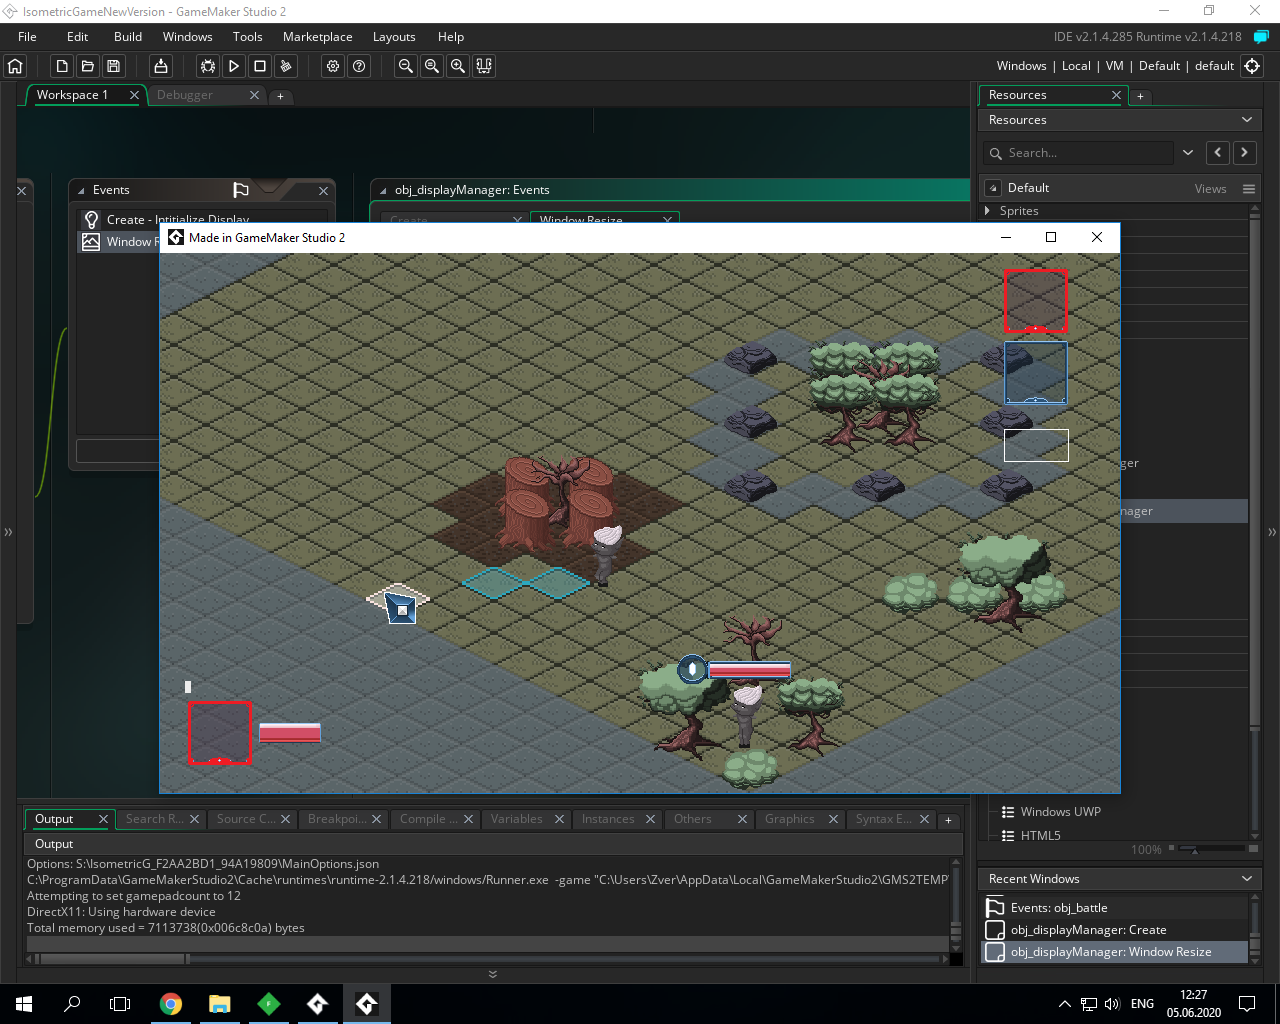 IsometricGameNewVersion - GameMaker Studio 2
File Edit Build Windows Tools Marketplace Layouts Help
IDE v2.1.4.285 Runtime v2.1.4.218
Windows | Local | VM | Default | default
Workspace 1
Debugger
+
Resources
+
Resources
Search...
Default
Views
Sprites
Events
obj_displayManager: Events
Create - Intitialize Display
Create
Window Resize
Window R
Made in GameMaker Studio 2
ger
nager
Windows UWP
HTML5
100%
Output
Search R...
Source C...
Breakpoi...
Compile ...
Variables
Instances
Others
Graphics
Syntax E...
+
Output
Options: S:\IsometricG_F2AA2BD1_94A19809\MainOptions.json
C:\ProgramData\GameMakerStudio2\Cache\runtimes\runtime-2.1.4.218/windows/Runner.exe -game "C:\Users\Zver\AppData\Local\GameMakerStudio2\GMS2TEMP
Attempting to set gamepadcount to 12
DirectX11: Using hardware device
Total memory used = 7113738(0x006c8c0a) bytes
Recent Windows
Events: obj_battle
obj_displayManager: Create
obj_displayManager: Window Resize
ENG
12:27
05.06.2020